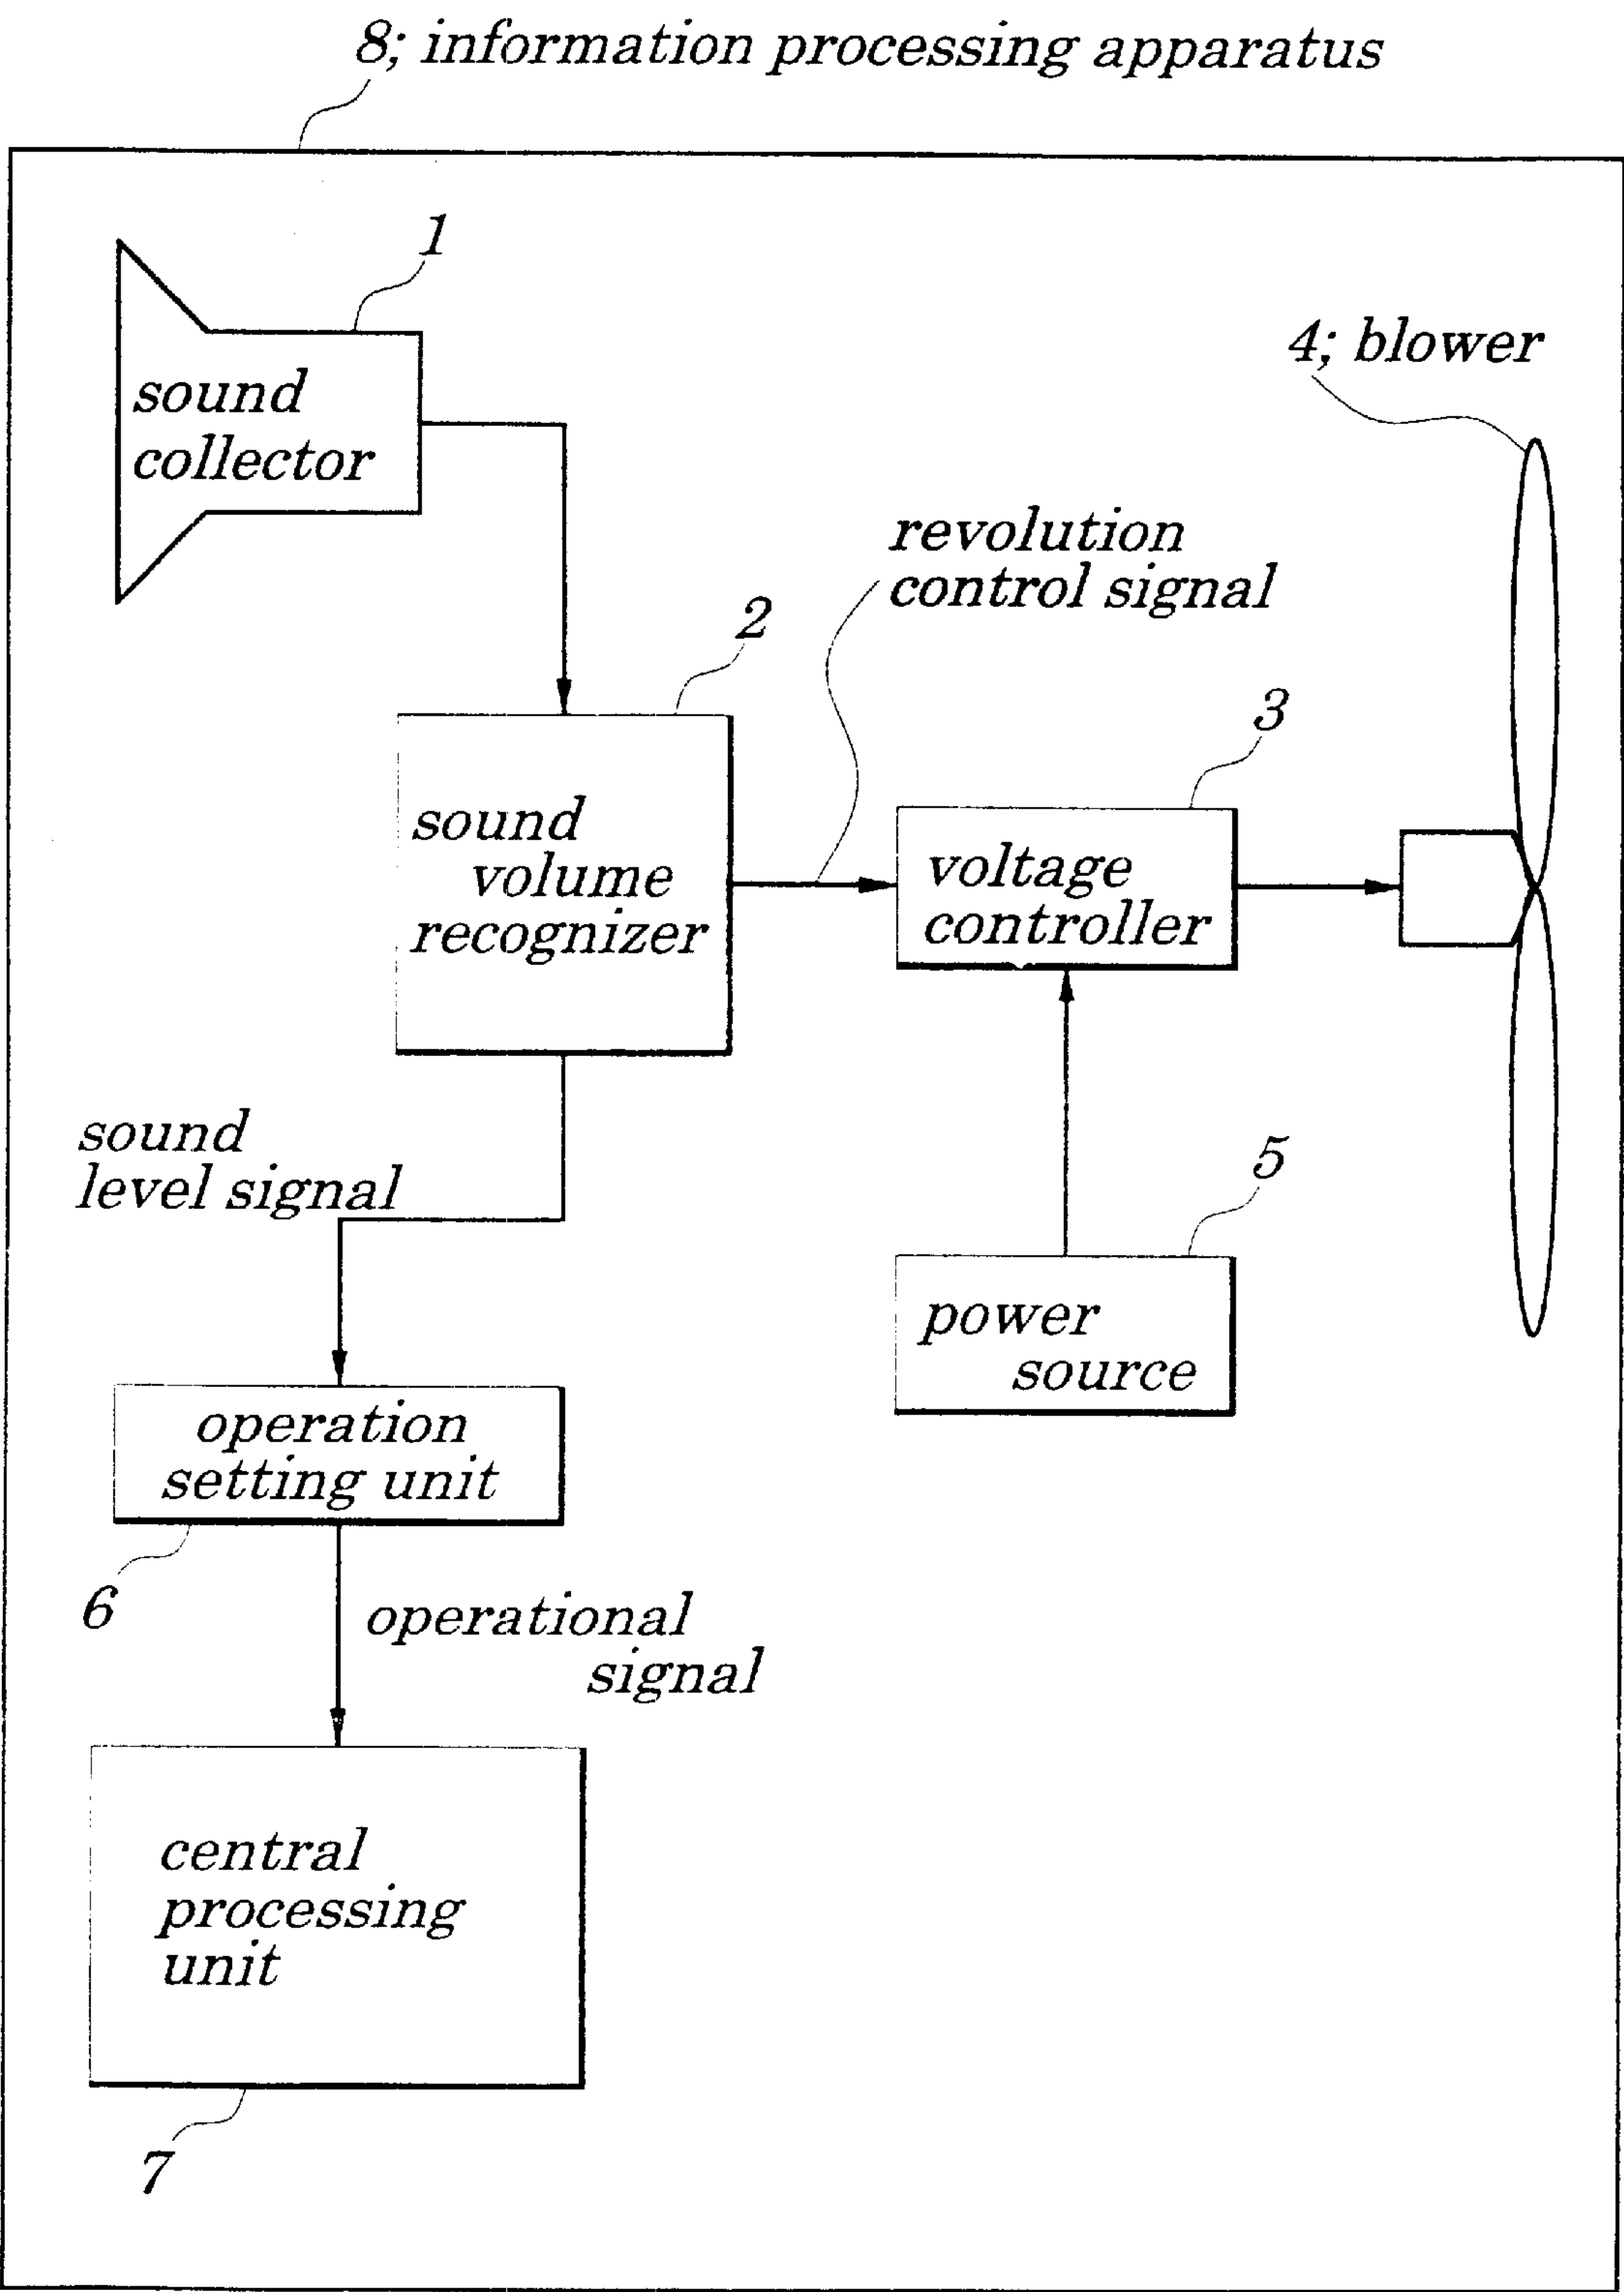 8; information processing apparatus
1
sound
collector
4; blower
revolution
control signal
2
3
sound
volume
recognizer
voltage
controller
sound
level signal
5
power
source
operation
setting unit
6
operational
signal
central
processing
unit
7